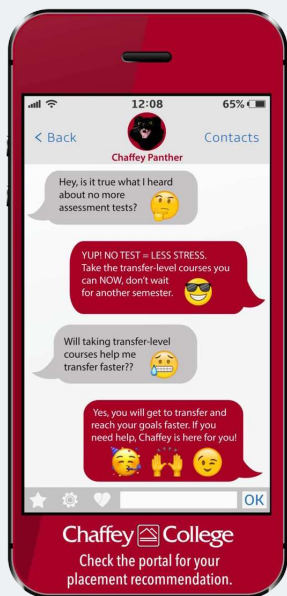 12:08
65%
< Back
Contacts
Chaffey Panther
Hey, is it true what I heard
about no more
assessment tests?
YUP! NO TEST = LESS STRESS.
Take the transfer-level courses you
can NOW, don't wait
for another semester.
Will taking transfer-level
courses help me
transfer faster??
Yes, you will get to transfer and
reach your goals faster. If you
need help, Chaffey is here for you!
OK
Chaffey College
Check the portal for your
placement recommendation.